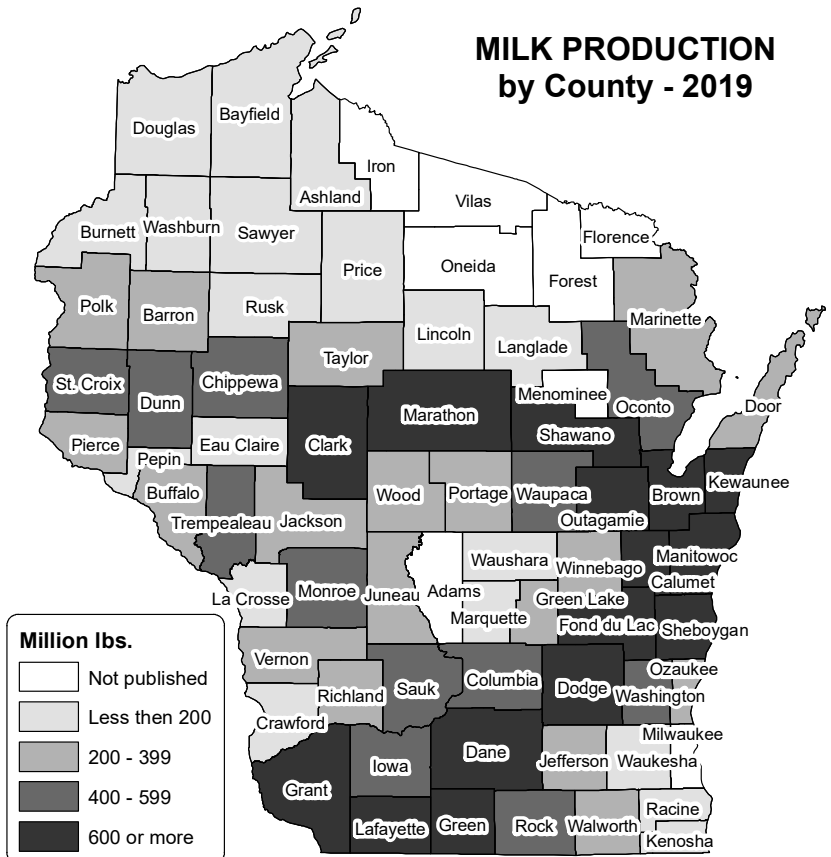 MILK PRODUCTION
by County - 2019
Douglas
Bayfield
Iron
Ashland
Vilas
Burnett
Washburn
Sawyer
Florence
Price
Oneida
Forest
Polk
Barron
Rusk
Marinette
Lincoln
Langlade
Taylor
St. Croix
Chippewa
Dunn
Menominee
Marathon
Oconto
Door
Shawano
Pierce
Eau Claire
Clark
Pepin
Buffalo
Wood
Portage
Waupaca
Brown
Kewaunee
Trempealeau
Jackson
Outagamie
Manitowoc
Waushara
Winnebago
Calumet
La Crosse
Monroe
Juneau
Adams
Marquette
Green Lake
Fond du Lac
Sheboygan
Vernon
Ozaukee
Richland
Sauk
Columbia
Dodge
Washington
Crawford
Milwaukee
Dane
Jefferson
Waukesha
Iowa
Grant
Racine
Lafayette
Green
Rock
Walworth
Kenosha
Million lbs.
Not published
Less then 200
200 - 399
400 - 599
600 or more